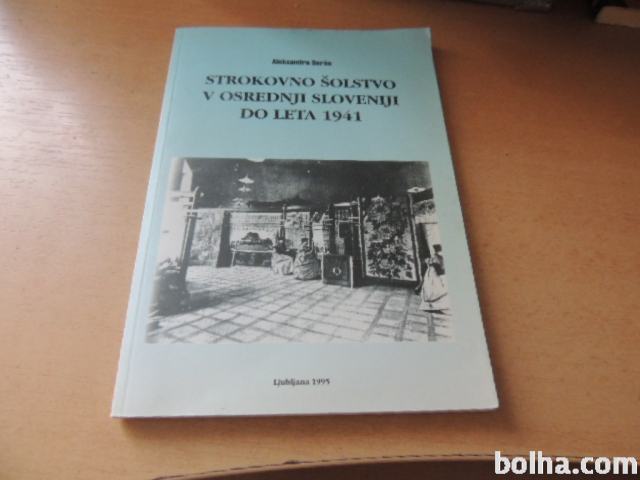 Aleksandra Serše
STROKOVNO ŠOLSTVO
V OSREDNJI SLOVENIJI
DO LETA 1941
Ljubljana 1995
bolha.com